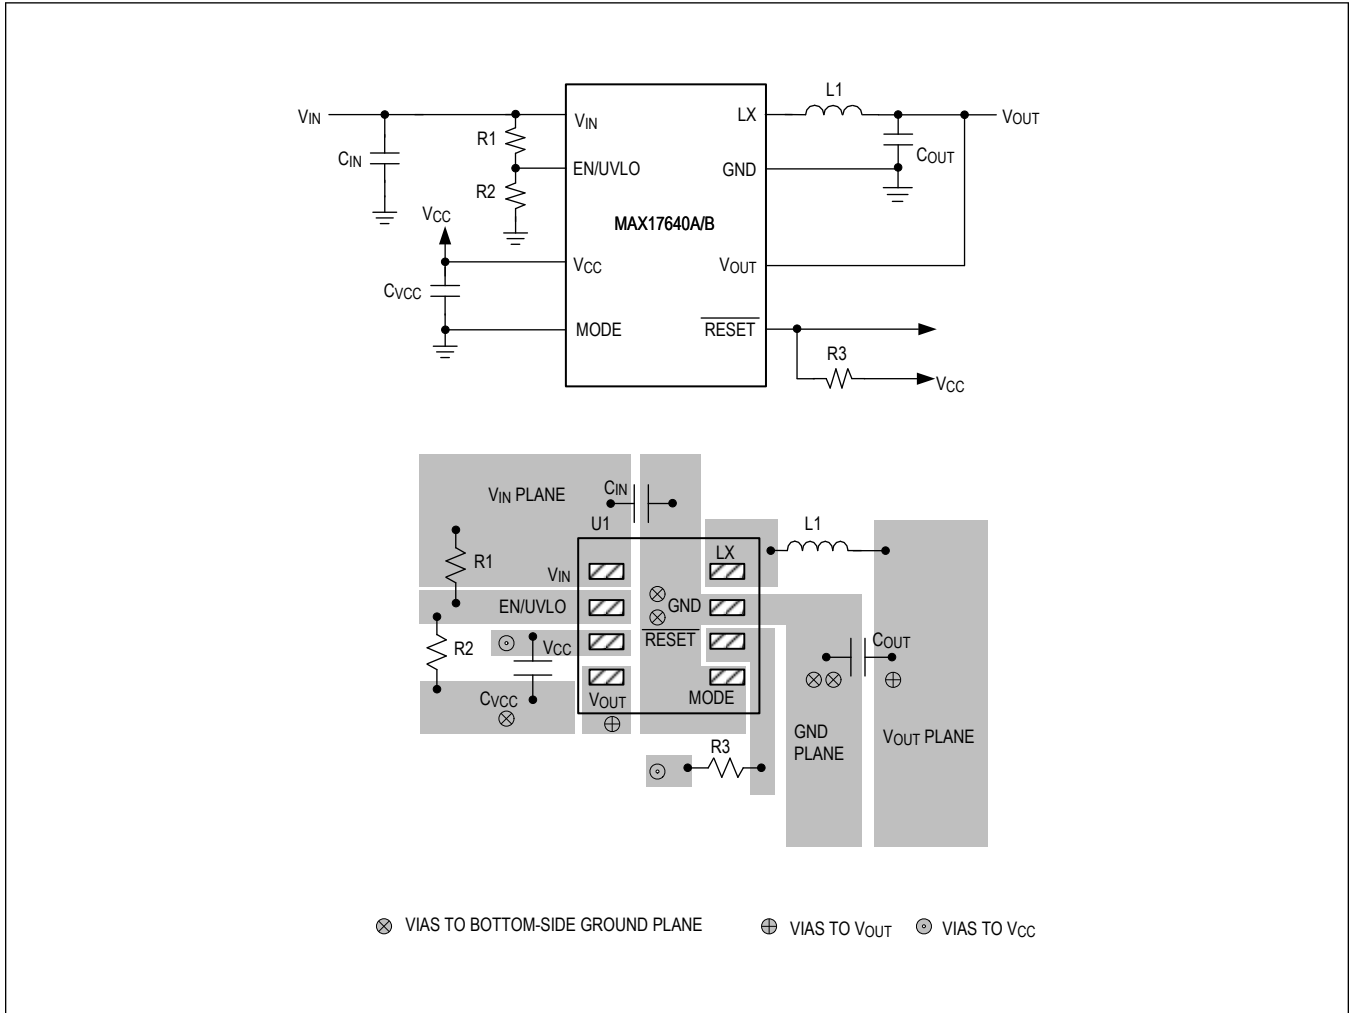 L1
VIN
VIN
LX
VOUT
R1
CIN
COUT
EN/UVLO
GND
R2
VCC
MAX17640A/B
VCC
VOUT
CVCC
MODE
RESET
R3
VCC
VIN PLANE
CIN
U1
L1
R1
LX
VIN
EN/UVLO
GND
R2
VCC
RESET
COUT
CVCC
VOUT
MODE
GND
PLANE
VOUT PLANE
R3
VIAS TO BOTTOM-SIDE GROUND PLANE
VIAS TO VOUT
VIAS TO VCC